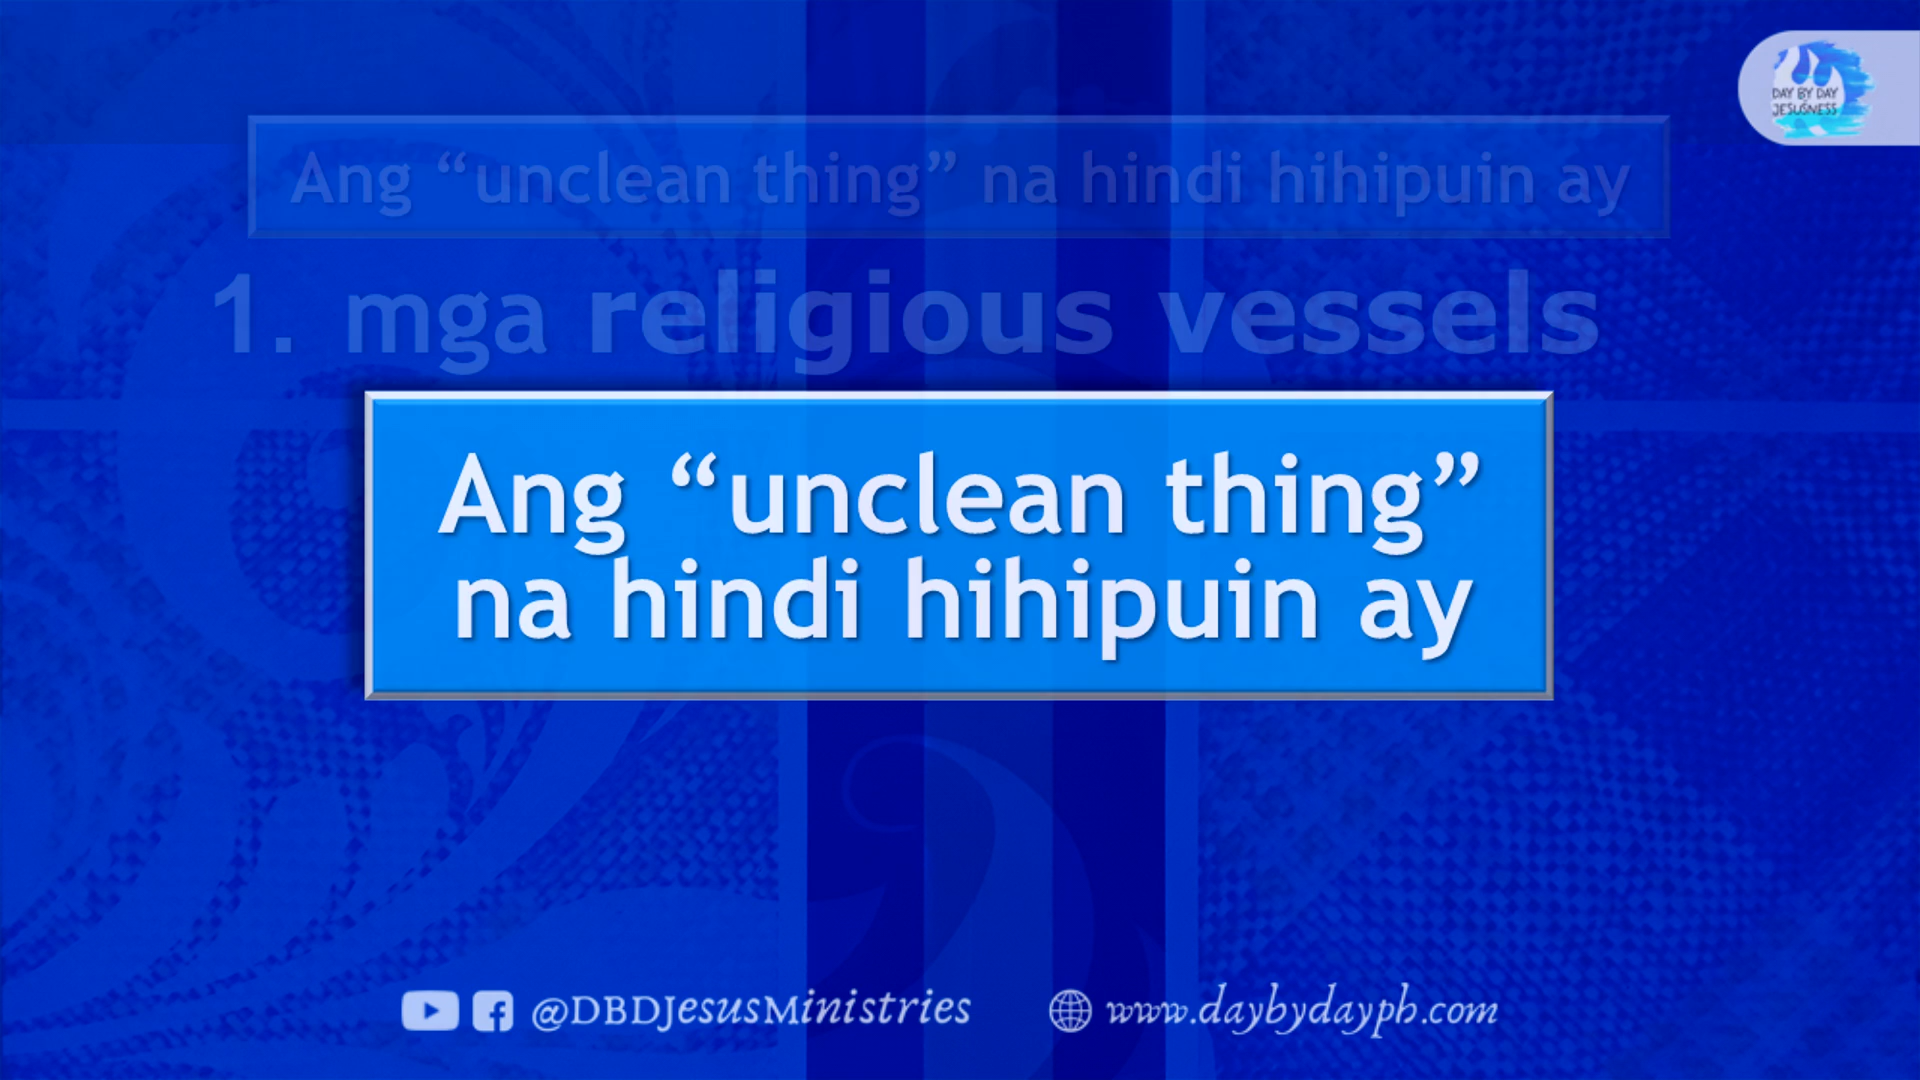 DAY BY DAY
JESUSNESS
Ang “unclean thing” na hindi hihipuin ay
1. mga religious vessels
Ang “unclean thing”
na hindi hihipuin ay
@DBDJesusMinistries
www.daybydayph.com